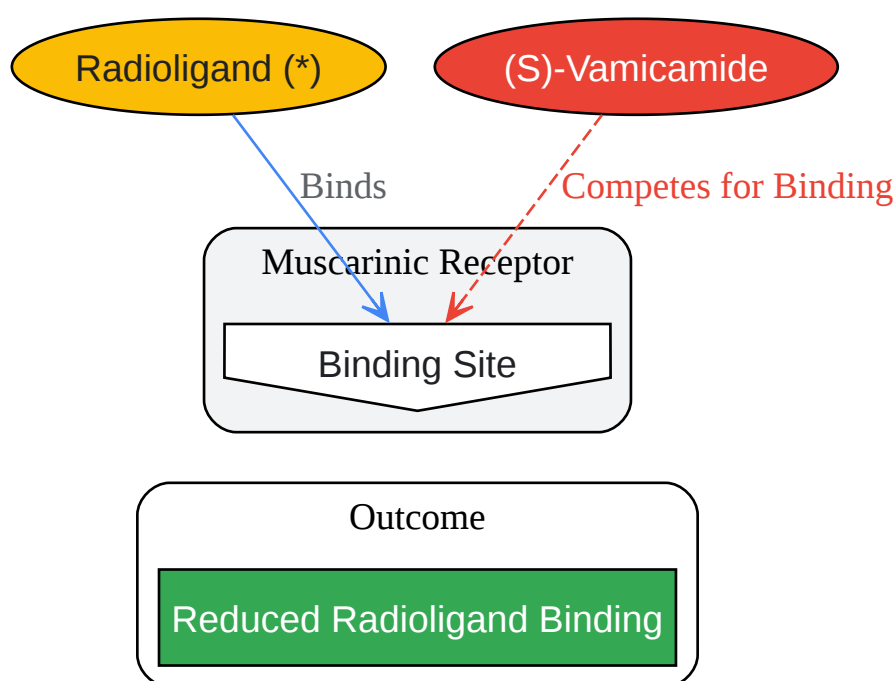 Radioligand (*)
(S)-Vamicamide
Binds
Competes for Binding
Muscarinic Receptor
Binding Site
Outcome
Reduced Radioligand Binding